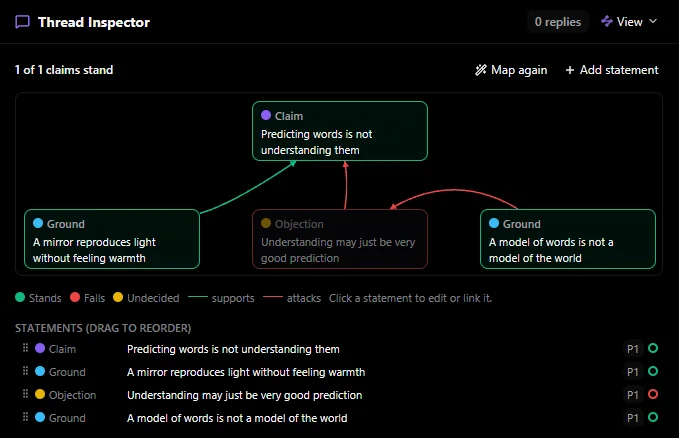 Thread Inspector
0 replies
View
1 of 1 claims stand
Map again
+ Add statement
Claim
Predicting words is not
understanding them
Ground
A mirror reproduces light
without feeling warmth
Objection
Understanding may just be very
good prediction
Ground
A model of words is not a
model of the world
Stands Falls Undecided supports attacks Click a statement to edit or link it.
STATEMENTS (DRAG TO REORDER)
Claim Predicting words is not understanding them P1
Ground A mirror reproduces light without feeling warmth P1
Objection Understanding may just be very good prediction P1
Ground A model of words is not a model of the world P1